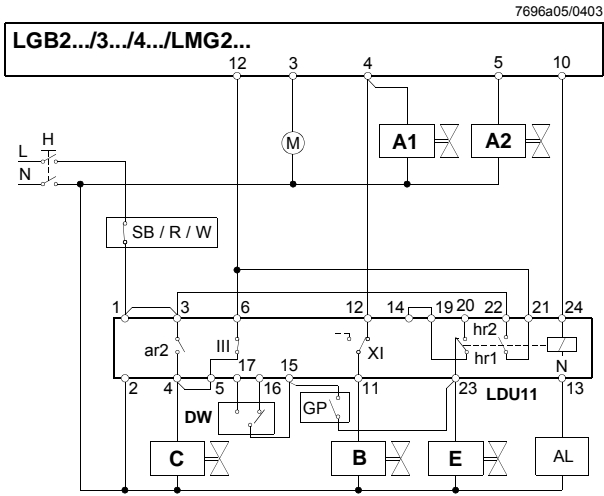 7696a05/0403
LGB2.../3.../4.../LMG2...
12 3 4 5 10
M A1 A2
H
L
N
SB / R / W
1 3 6 12 14 19 20 22 21 24
ar2 III XI hr2 hr1 N
2 4 5 17 16 15 11 23 LDU11 13
DW GP
C B E AL